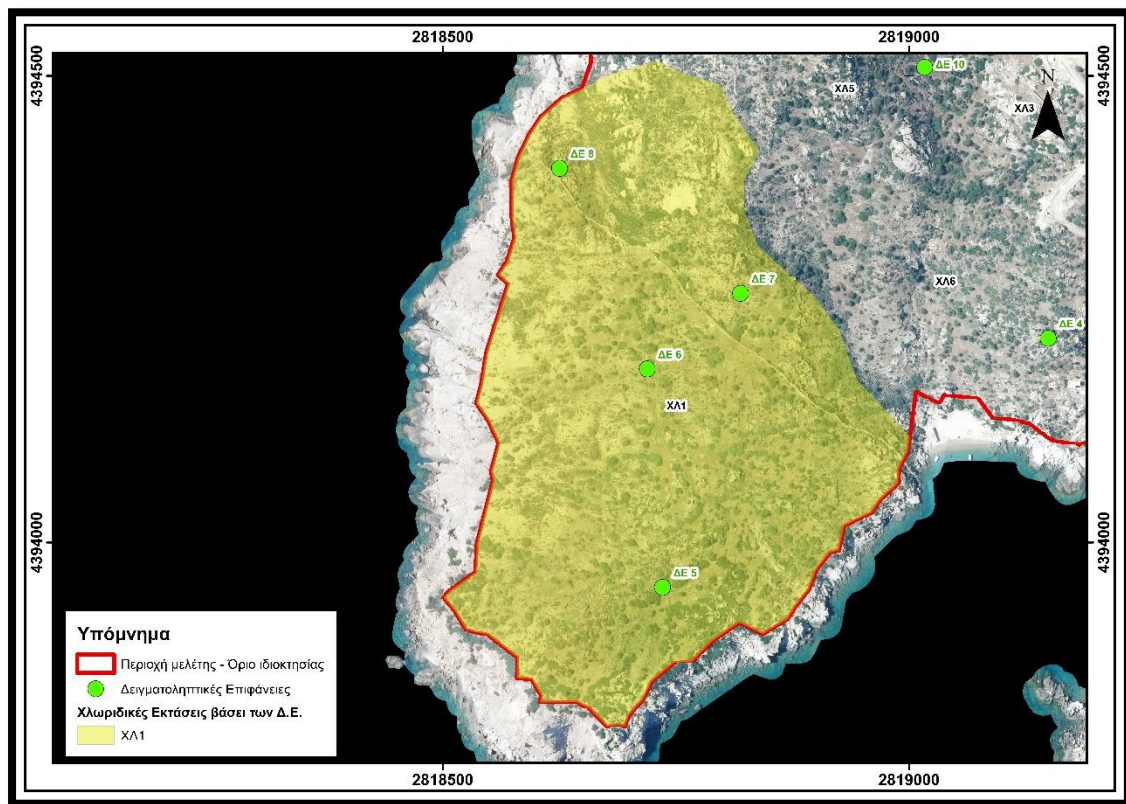 2818500
2819000
4394500
4394500
ΔΕ 10
N
ΧΛ5
ΧΛ3
ΔΕ 8
ΔΕ 7
ΧΛ6
ΔΕ 4
ΔΕ 6
ΧΛ1
4394000
4394000
ΔΕ 5
Υπόμνημα
Περιοχή μελέτης - Όριο ιδιοκτησίας
Δειγματοληπτικές Επιφάνειες
Χλωριδικές Εκτάσεις βάσει των Δ.Ε.
ΧΛ1
2818500
2819000